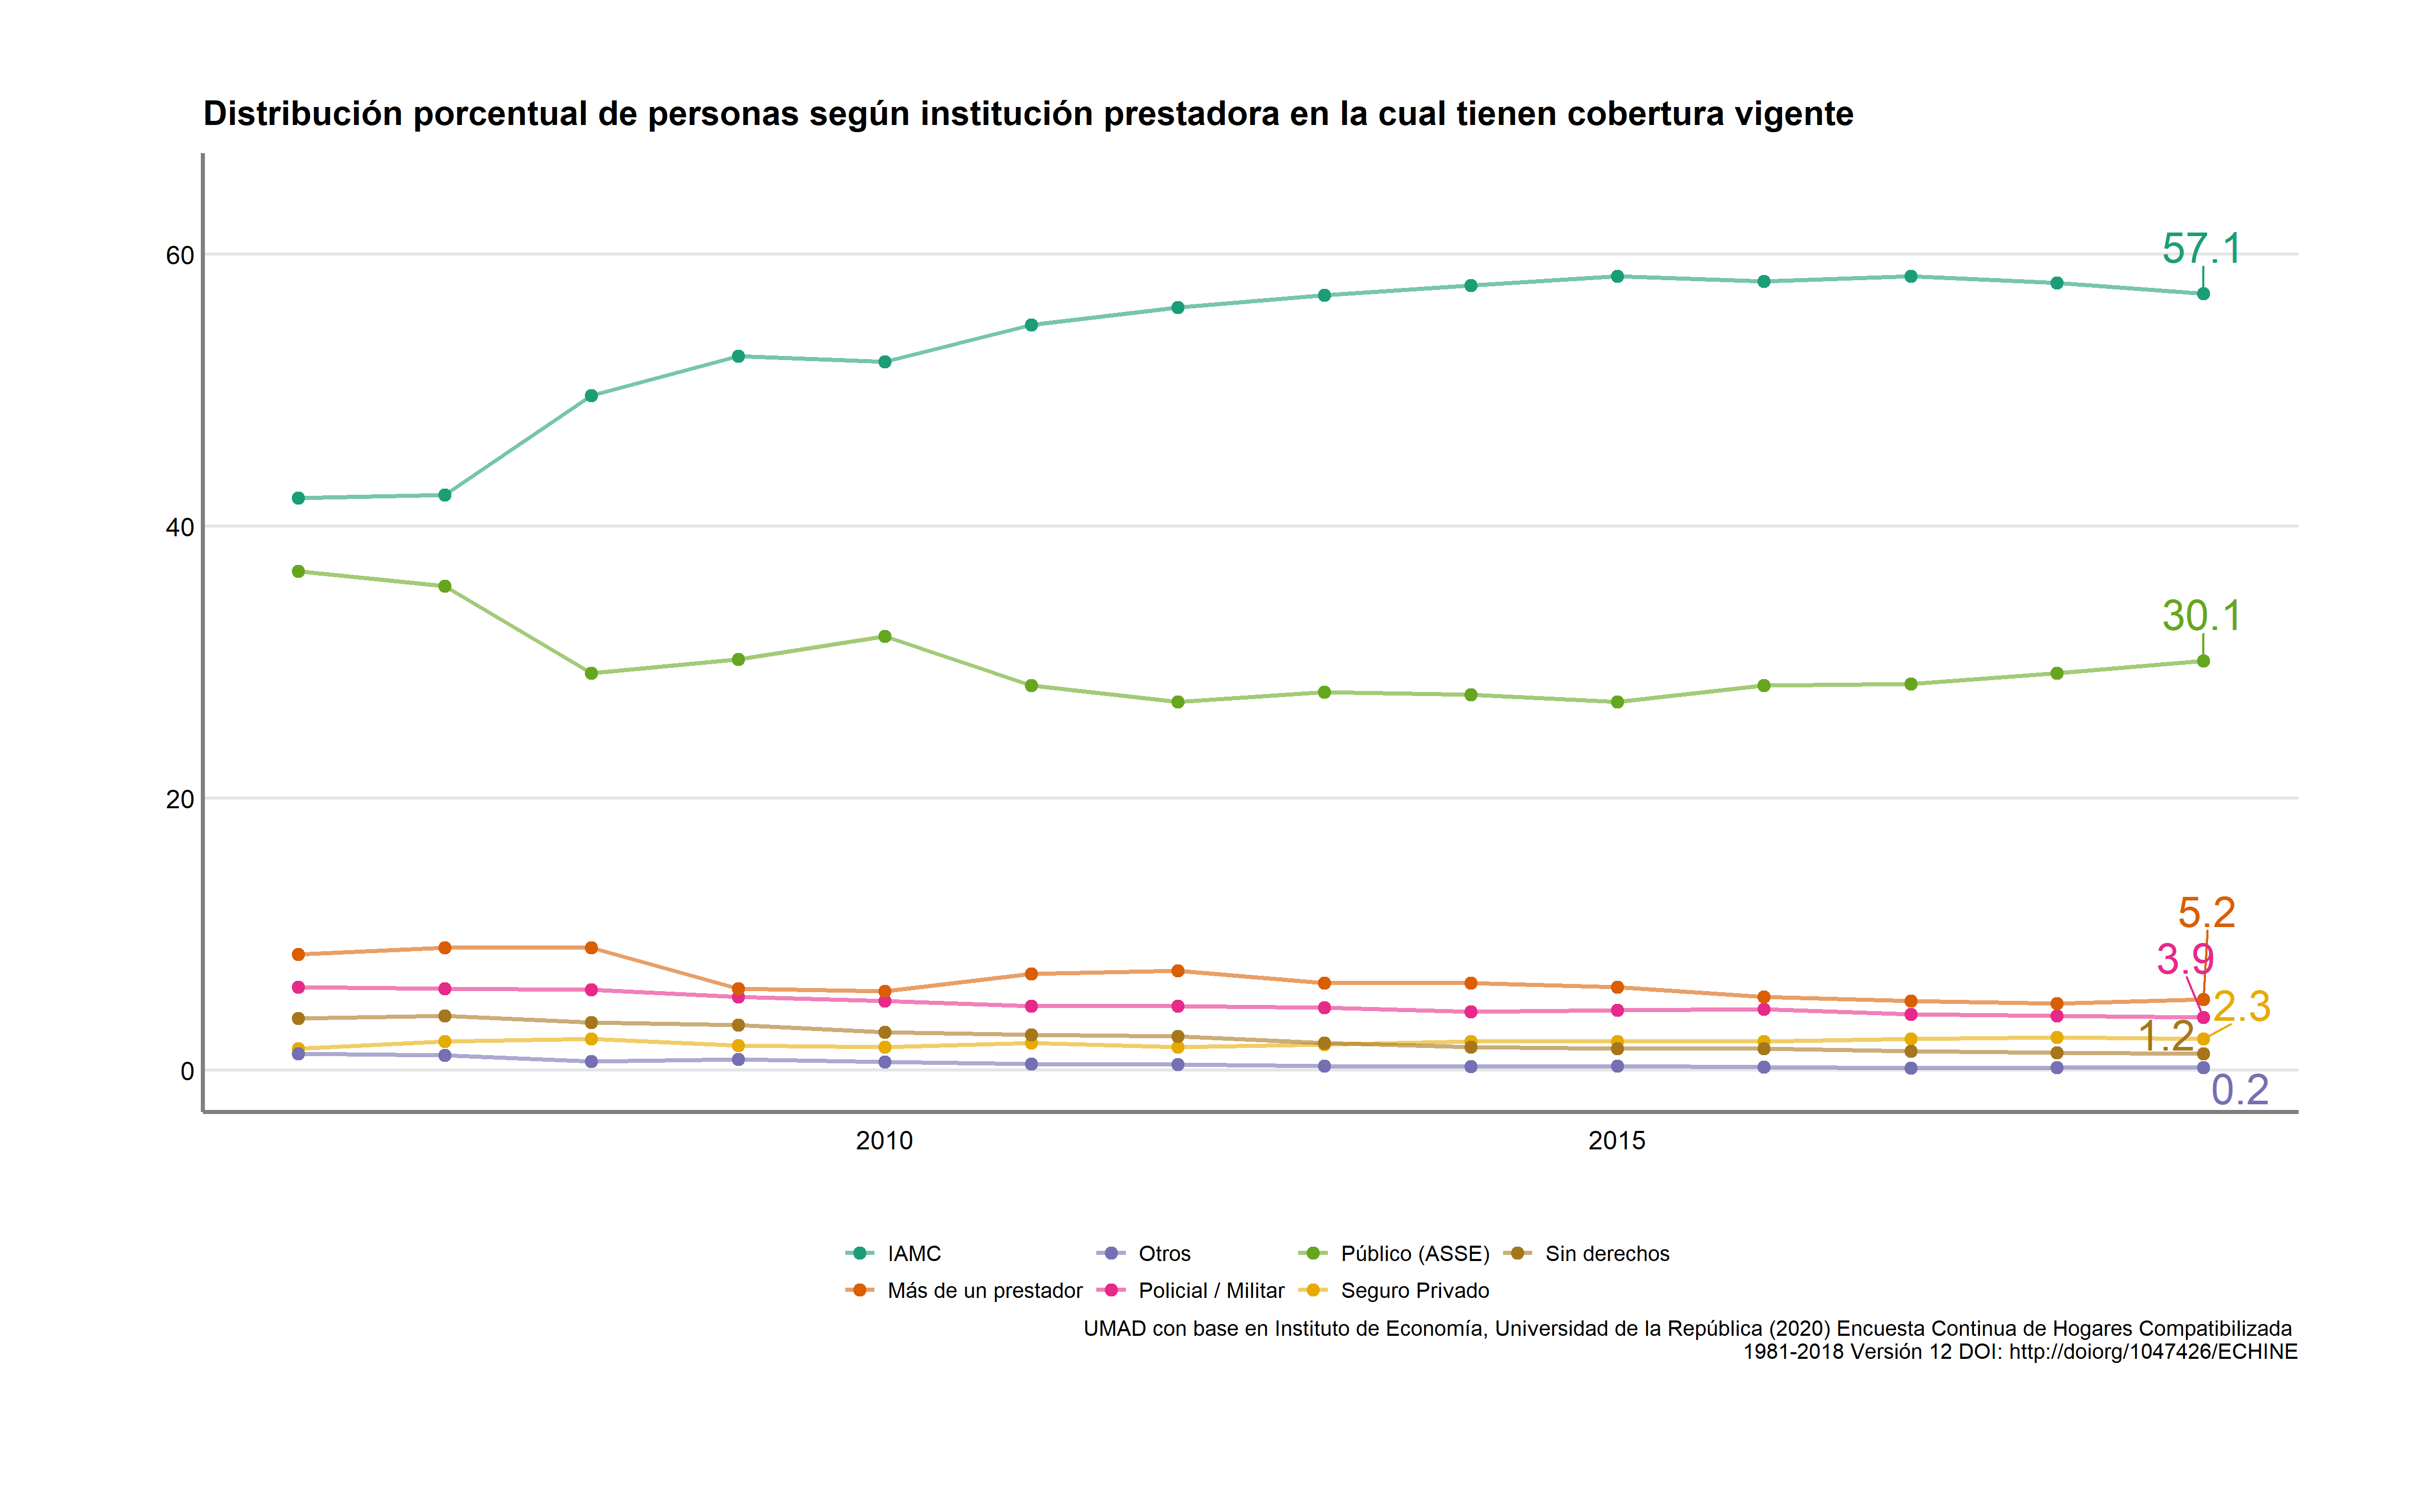 Distribución porcentual de personas según institución prestadora en la cual tienen cobertura vigente
60
40
20
0
57.1
30.1
5.2
3.9
2.3
1.2
0.2
2010
2015
IAMC
Otros
Público (ASSE)
Sin derechos
Más de un prestador
Policial / Militar
Seguro Privado
UMAD con base en Instituto de Economía, Universidad de la República (2020) Encuesta Continua de Hogares Compatibilizada
1981-2018 Versión 12 DOI: http://doiorg/1047426/ECHINE